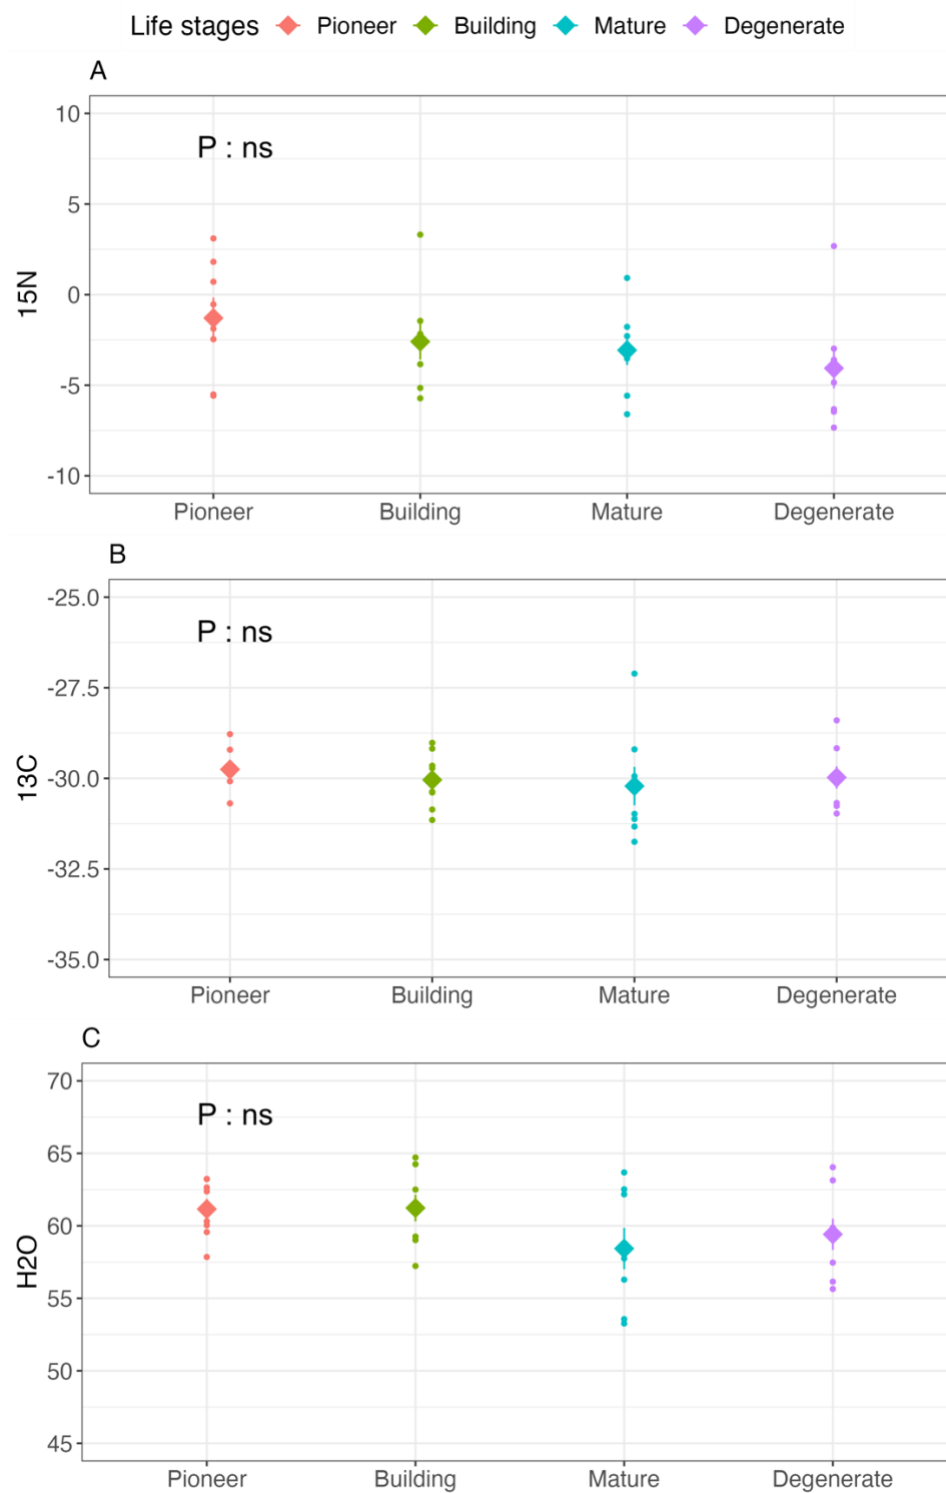 Life stages Pioneer Building Mature Degenerate
A
P : ns
10
5
0
-5
-10
15N
Pioneer Building Mature Degenerate
B
P : ns
-25.0
-27.5
-30.0
-32.5
-35.0
13C
Pioneer Building Mature Degenerate
C
P : ns
70
65
60
55
50
45
H2O
Pioneer Building Mature Degenerate